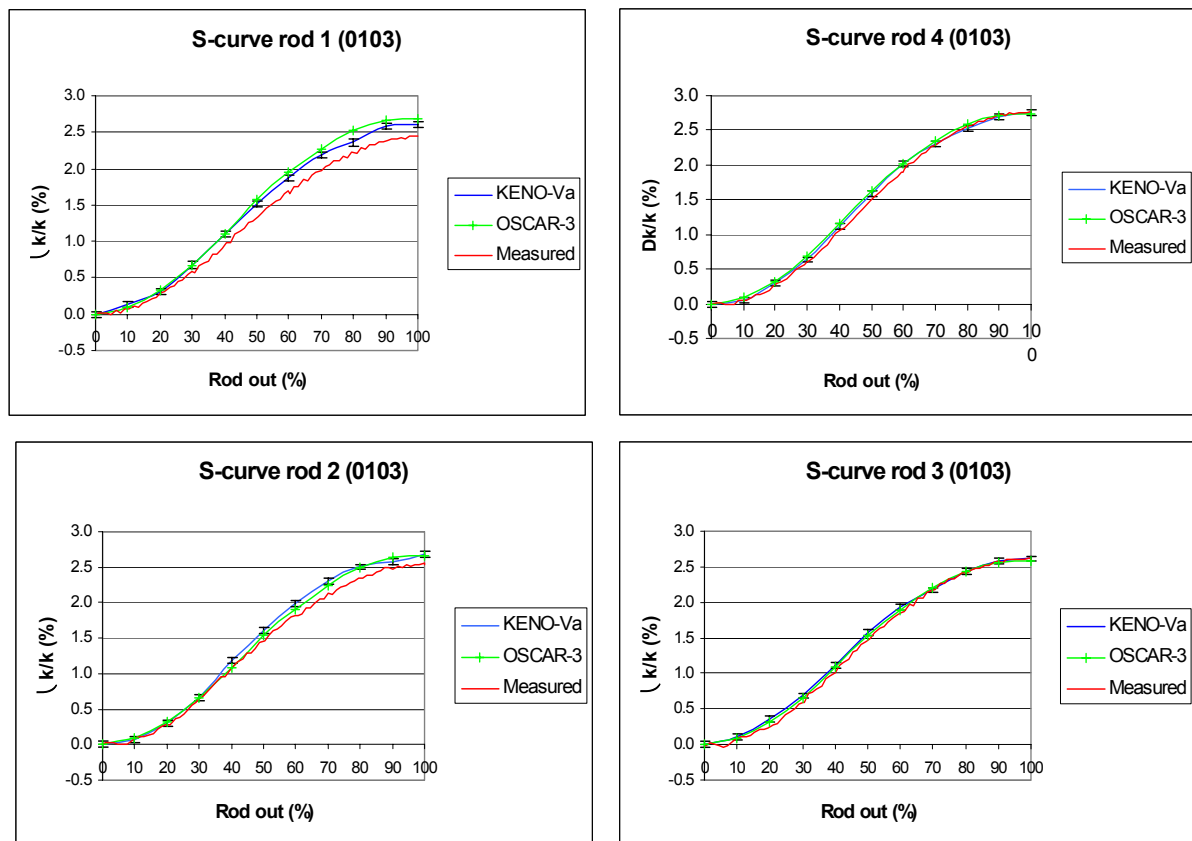 S-curve rod 1 (0103)
3.0
2.5
2.0
1.5
1.0
0.5
0.0
-0.5
0 10 20 30 40 50 60 70 80 90 100
⎝ k/k (%)
Rod out (%)
KENO-Va
OSCAR-3
Measured
S-curve rod 4 (0103)
3.0
2.5
2.0
1.5
1.0
0.5
0.0
-0.5
0 10 20 30 40 50 60 70 80 90 10
0
Dk/k (%)
Rod out (%)
KENO-Va
OSCAR-3
Measured
S-curve rod 2 (0103)
3.0
2.5
2.0
1.5
1.0
0.5
0.0
-0.5
0 10 20 30 40 50 60 70 80 90 100
⎝ k/k (%)
Rod out (%)
KENO-Va
OSCAR-3
Measured
S-curve rod 3 (0103)
3.0
2.5
2.0
1.5
1.0
0.5
0.0
-0.5
0 10 20 30 40 50 60 70 80 90 100
⎝ k/k (%)
Rod out (%)
KENO-Va
OSCAR-3
Measured